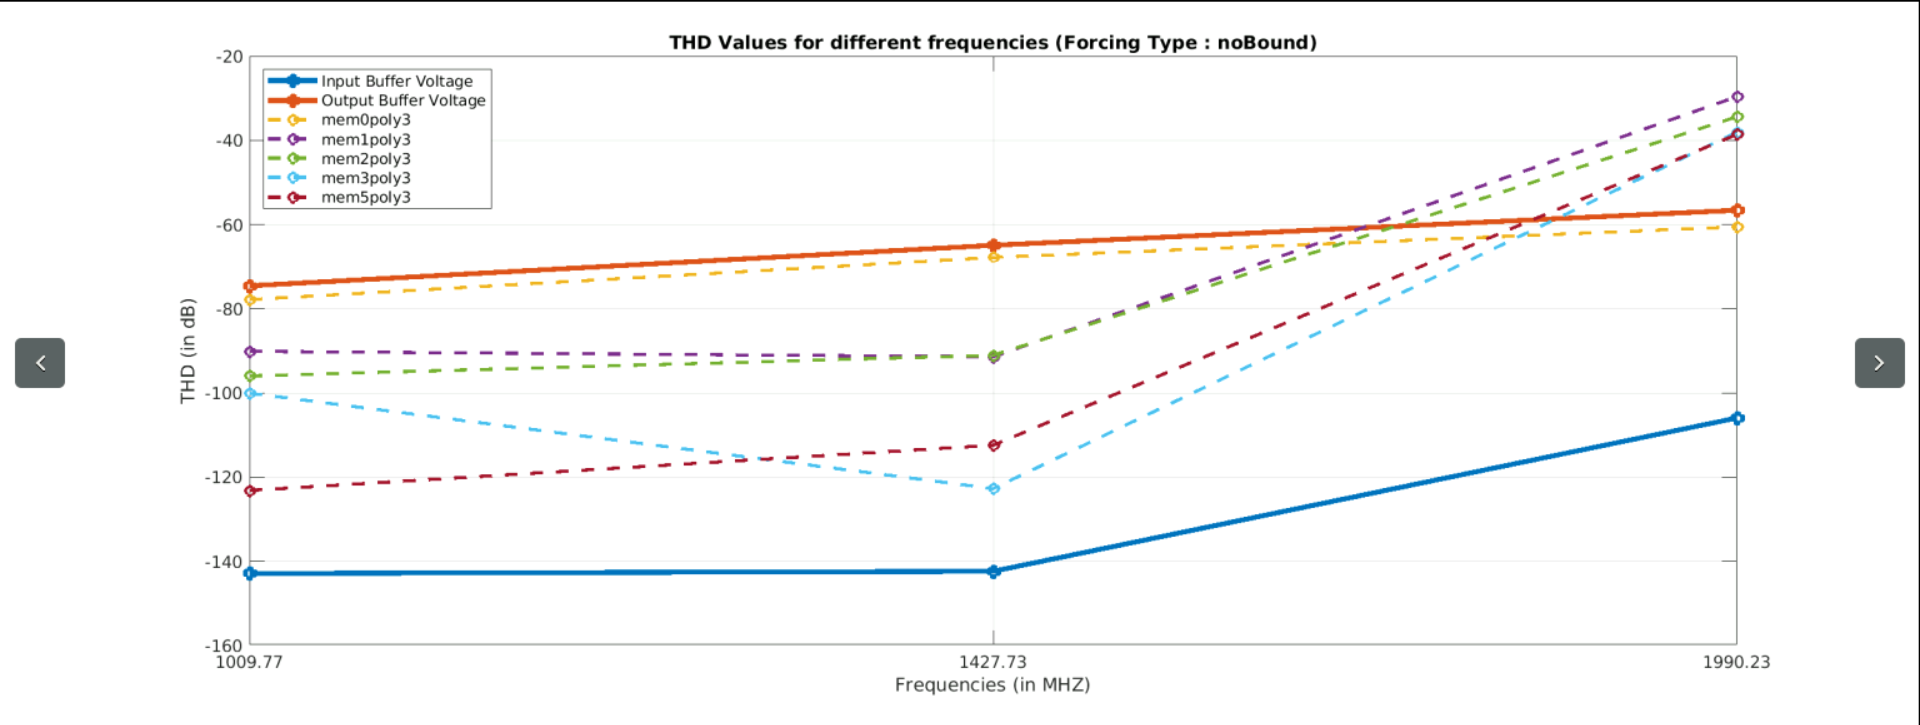 THD Values for different frequencies (Forcing Type : noBound)
-20
-40
-60
-80
-100
-120
-140
-160
THD (in dB)
Input Buffer Voltage
Output Buffer Voltage
mem0poly3
mem1poly3
mem2poly3
mem3poly3
mem5poly3
1009.77
1427.73
1990.23
Frequencies (in MHZ)